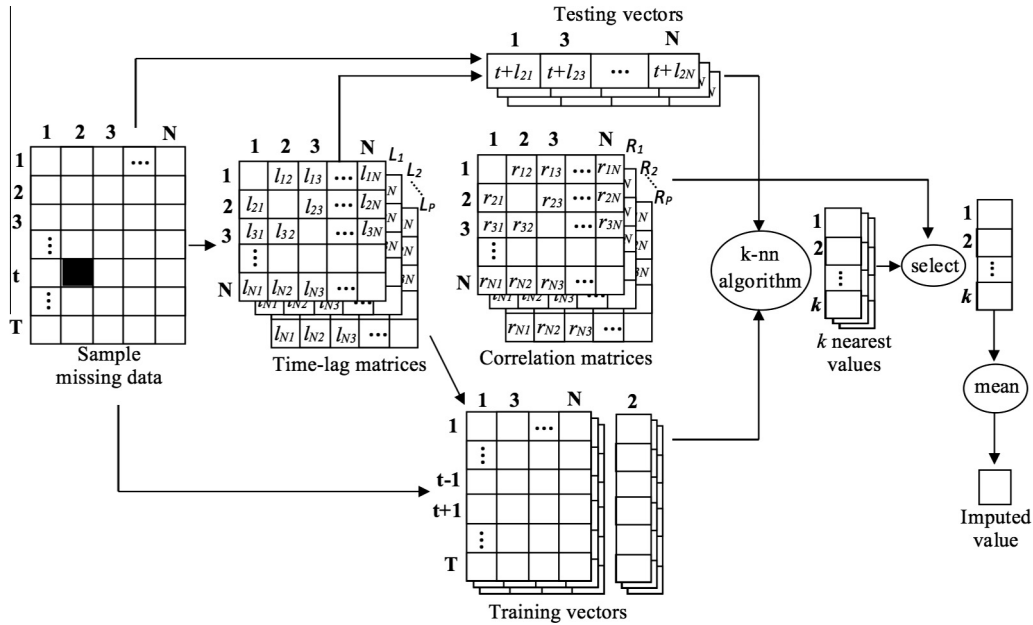 Testing vectors
1 3 N
t+l21 t+l23 ... t+l2N
N
N
1 2 3 N
1 ...
2
3
⋮
t
⋮
T
Sample
missing data
1 2 3 N
L1
L2
LP
1 l12 l13 ... l1N
2 l21 l23 ... l2N
3 l31 l32 ... l3N
⋮
N lN1 lN2 lN3 ...
lN1 lN2 lN3 ...
lN1 lN2 lN3 ...
Time-lag matrices
1 2 3 N
R1
R2
RP
1 r12 r13 ... r1N
2 r21 r23 ... r2N
3 r31 r32 ... r3N
⋮
N rN1 rN2 rN3 ...
rN1 rN2 rN3 ...
Correlation matrices
k-nn
algorithm
1
2
⋮
k
k nearest
values
select
1
2
⋮
k
mean
Imputed
value
1 3 N 2
1 ...
⋮
t-1
t+1
⋮
T
Training vectors